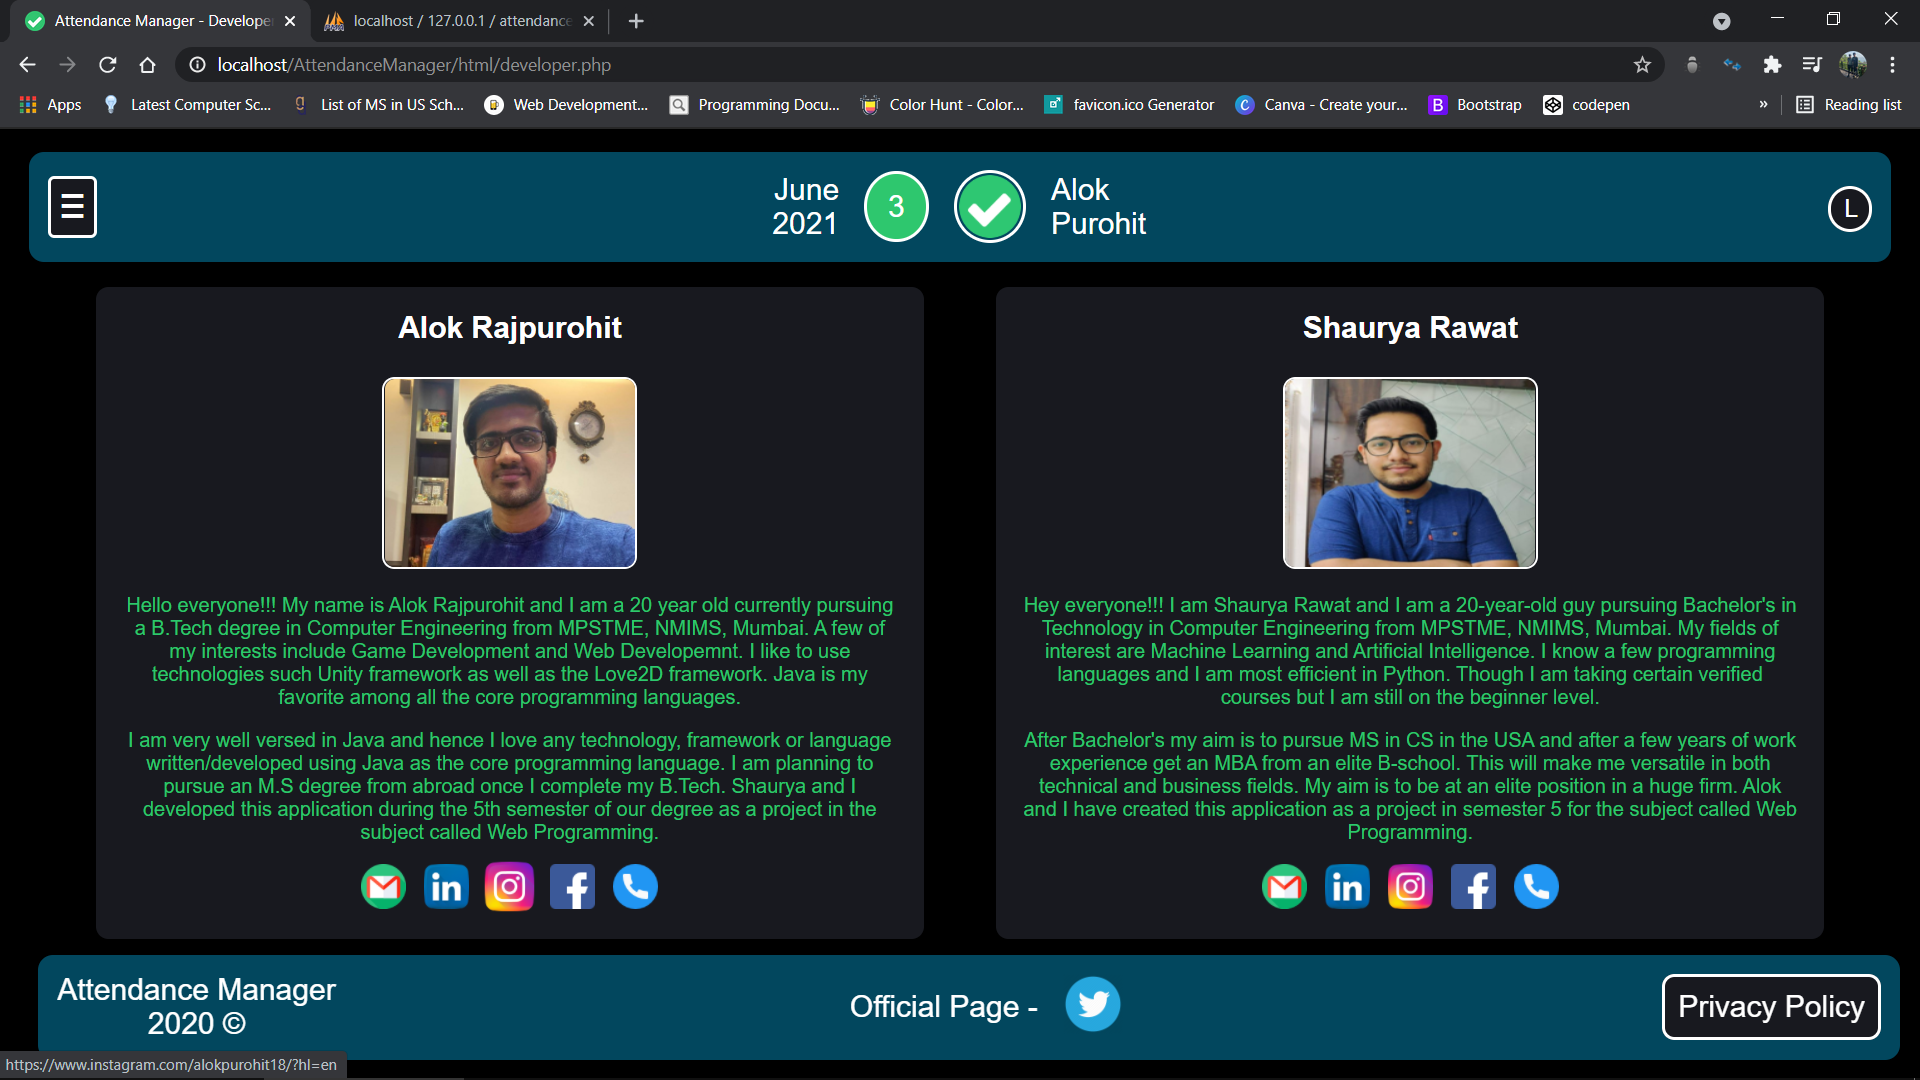 Attendance Manager - Develope
localhost / 127.0.0.1 / attendance
localhost/AttendanceManager/html/developer.php
Apps
Latest Computer Sc...
List of MS in US Sch...
Web Development...
Programming Docu...
Color Hunt - Color...
favicon.ico Generator
Canva - Create your...
Bootstrap
codepen
»
Reading list
☰
June
2021
3
Alok
Purohit
L
Alok Rajpurohit
Hello everyone!!! My name is Alok Rajpurohit and I am a 20 year old currently pursuing
a B.Tech degree in Computer Engineering from MPSTME, NMIMS, Mumbai. A few of
my interests include Game Development and Web Developemnt. I like to use
technologies such Unity framework as well as the Love2D framework. Java is my
favorite among all the core programming languages.
I am very well versed in Java and hence I love any technology, framework or language
written/developed using Java as the core programming language. I am planning to
pursue an M.S degree from abroad once I complete my B.Tech. Shaurya and I
developed this application during the 5th semester of our degree as a project in the
subject called Web Programming.
Shaurya Rawat
Hey everyone!!! I am Shaurya Rawat and I am a 20-year-old guy pursuing Bachelor's in
Technology in Computer Engineering from MPSTME, NMIMS, Mumbai. My fields of
interest are Machine Learning and Artificial Intelligence. I know a few programming
languages and I am most efficient in Python. Though I am taking certain verified
courses but I am still on the beginner level.
After Bachelor's my aim is to pursue MS in CS in the USA and after a few years of work
experience get an MBA from an elite B-school. This will make me versatile in both
technical and business fields. My aim is to be at an elite position in a huge firm. Alok
and I have created this application as a project in semester 5 for the subject called Web
Programming.
Attendance Manager
2020 ©
Official Page -
Privacy Policy
https://www.instagram.com/alokpurohit18/?hl=en